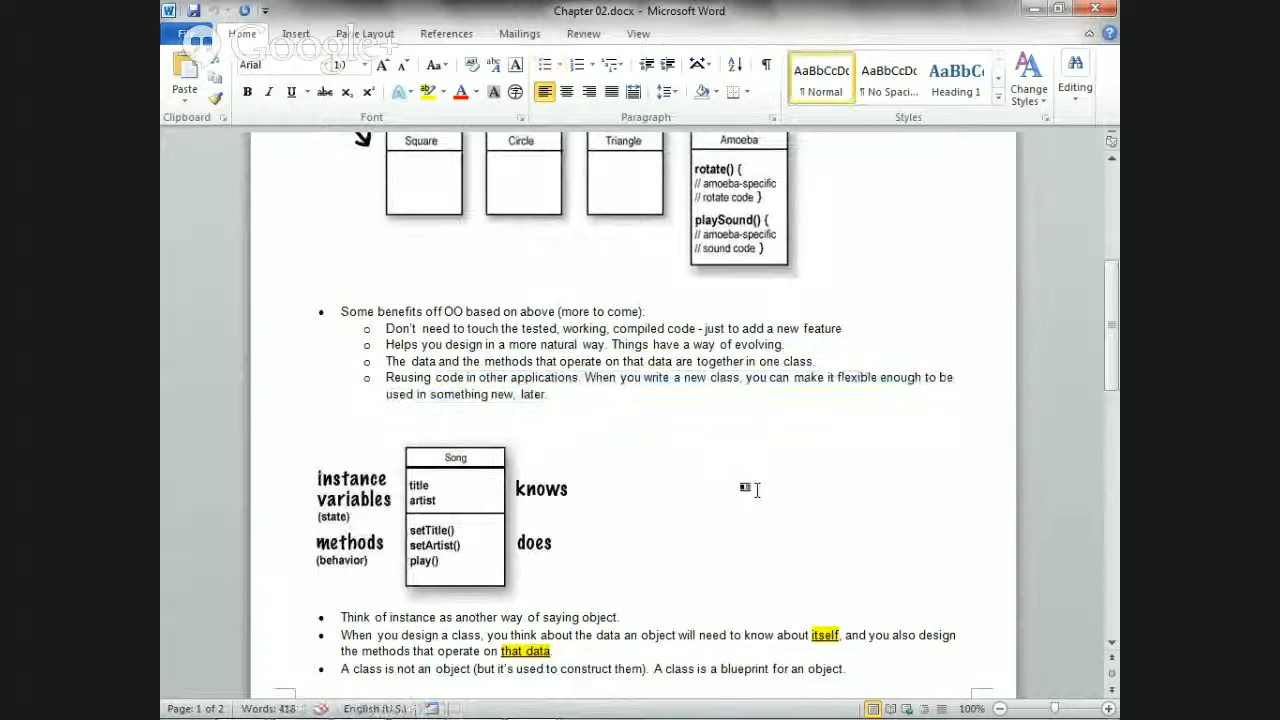 Chapter 02.docx - Microsoft Word
File Home Insert Page Layout References Mailings Review View
Google+
Arial 10 Aa A
Paste B I U abc X₂ X² A A
AaBbCcDc AaBbCcDc AaBbC
¶ Normal ¶ No Spaci... Heading 1 Change Styles Editing
Clipboard Font Paragraph Styles
Square Circle Triangle Amoeba
rotate() {
// amoeba-specific
// rotate code }
playSound() {
// amoeba-specific
// sound code }
• Some benefits off OO based on above (more to come).
o Don't need to touch the tested, working, compiled code - just to add a new feature
o Helps you design in a more natural way. Things have a way of evolving.
o The data and the methods that operate on that data are together in one class.
o Reusing code in other applications. When you write a new class, you can make it flexible enough to be
used in something new, later.
Song
instance
variables
(state)
title
artist
knows
methods
(behavior)
setTitle()
setArtist()
play()
does
• Think of instance as another way of saying object.
• When you design a class, you think about the data an object will need to know about itself, and you also design
the methods that operate on that data.
• A class is not an object (but it's used to construct them). A class is a blueprint for an object.
Page: 1 of 2 Words: 418 English (U.S.) 100%